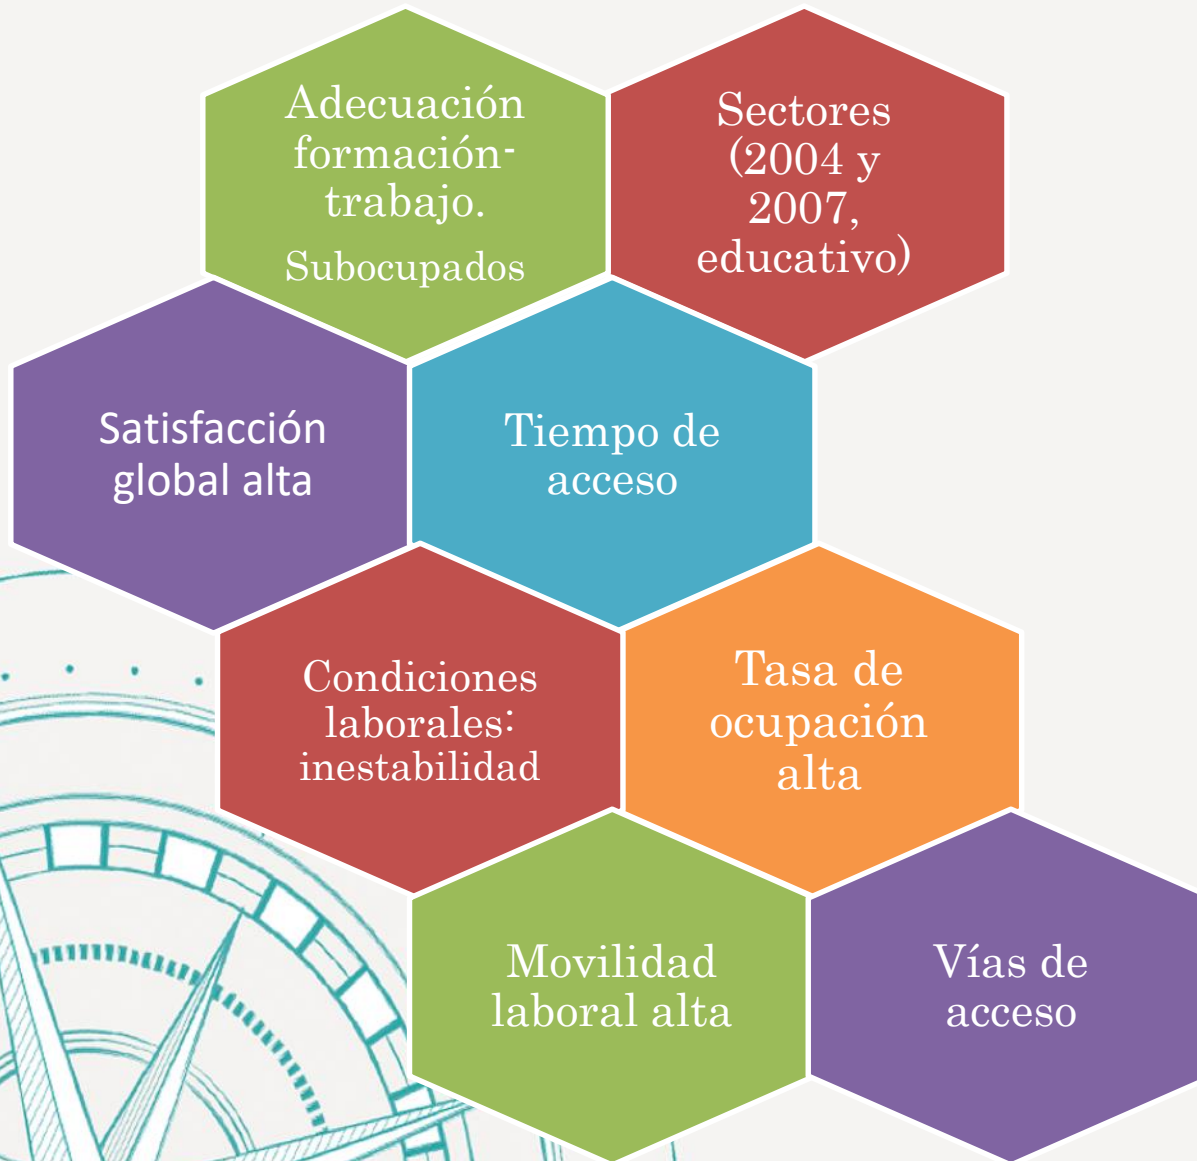 Adecuación
formación-
trabajo.
Subocupados
Sectores
(2004 y
2007,
educativo)
Satisfacción
global alta
Tiempo de
acceso
Condiciones
laborales:
inestabilidad
Tasa de
ocupación
alta
Movilidad
laboral alta
Vías de
acceso